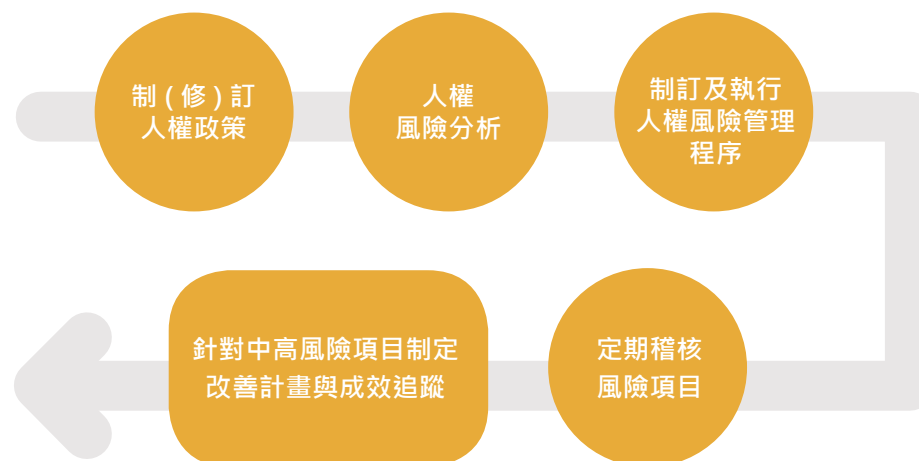 制(修)訂
人權政策
人權
風險分析
制訂及執行
人權風險管理
程序
定期稽核
風險項目
針對中高風險項目制定
改善計畫與成效追蹤